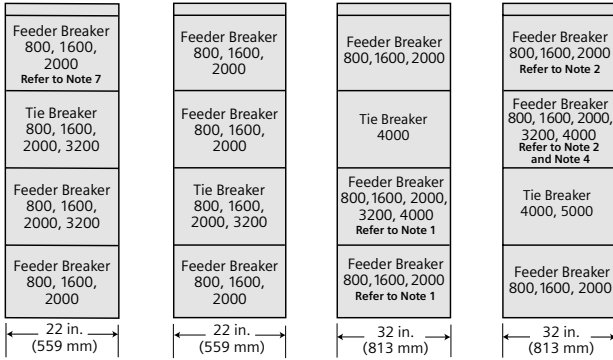 Feeder Breaker
800, 1600,
2000
Refer to Note 7
Tie Breaker
800, 1600,
2000, 3200
Feeder Breaker
800, 1600,
2000, 3200
Feeder Breaker
800, 1600,
2000
22 in.
(559 mm)
Feeder Breaker
800, 1600,
2000
Feeder Breaker
800, 1600,
2000
Tie Breaker
800, 1600,
2000, 3200
Feeder Breaker
800, 1600,
2000
22 in.
(559 mm)
Feeder Breaker
800, 1600, 2000
Tie Breaker
4000
Feeder Breaker
800, 1600, 2000,
3200, 4000
Refer to Note 1
Feeder Breaker
800, 1600, 2000
Refer to Note 1
32 in.
(813 mm)
Feeder Breaker
800, 1600, 2000
Refer to Note 2
Feeder Breaker
800, 1600, 2000,
3200, 4000
Refer to Note 2
and Note 4
Tie Breaker
4000, 5000
Feeder Breaker
800, 1600, 2000
32 in.
(813 mm)